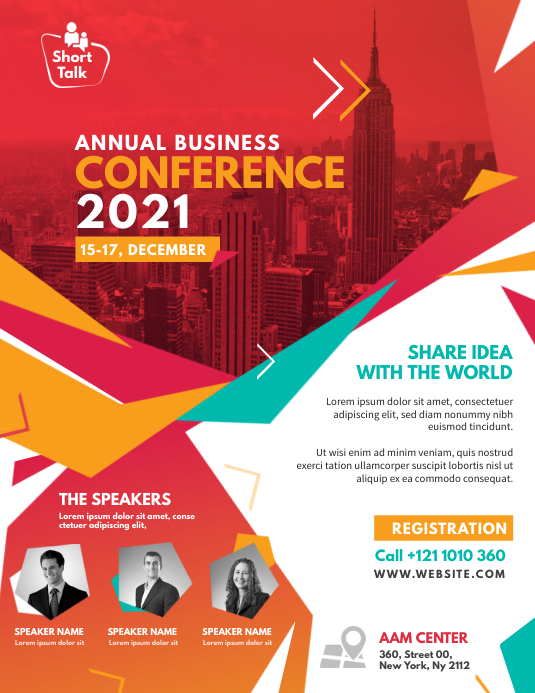 Short
Talk
ANNUAL BUSINESS
CONFERENCE
2021
15-17, DECEMBER
SHARE IDEA
WITH THE WORLD
Lorem ipsum dolor sit amet, consectetuer
adipiscing elit, sed diam nonummy nibh
euismod tincidunt.
Ut wisi enim ad minim veniam, quis nostrud
exerci tation ullamcorper suscipit lobortis nisl ut
aliquip ex ea commodo consequat.
THE SPEAKERS
Lorem ipsum dolor sit amet, conse
ctetuer adipiscing elit,
SPEAKER NAME
Lorem ipsum dolor sit
SPEAKER NAME
Lorem ipsum dolor sit
SPEAKER NAME
Lorem ipsum dolor sit
REGISTRATION
Call +121 1010 360
WWW.WEBSITE.COM
AAM CENTER
360, Street 00,
New York, Ny 2112